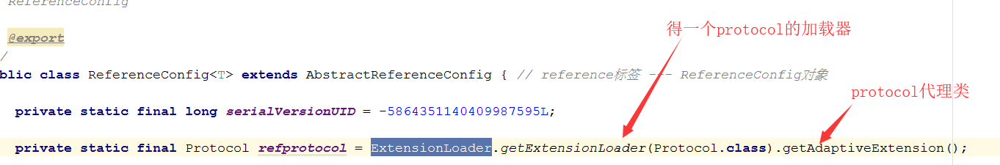 ReferenceConfig
得一个protocol的加载器
@export
/
blic class ReferenceConfig<T> extends AbstractReferenceConfig { // reference标签 --- ReferenceConfig对象
protocol代理类
private static final long serialVersionUID = -5864351140409987595L;
private static final Protocol refprotocol = ExtensionLoader.getExtensionLoader(Protocol.class).getAdaptiveExtension();